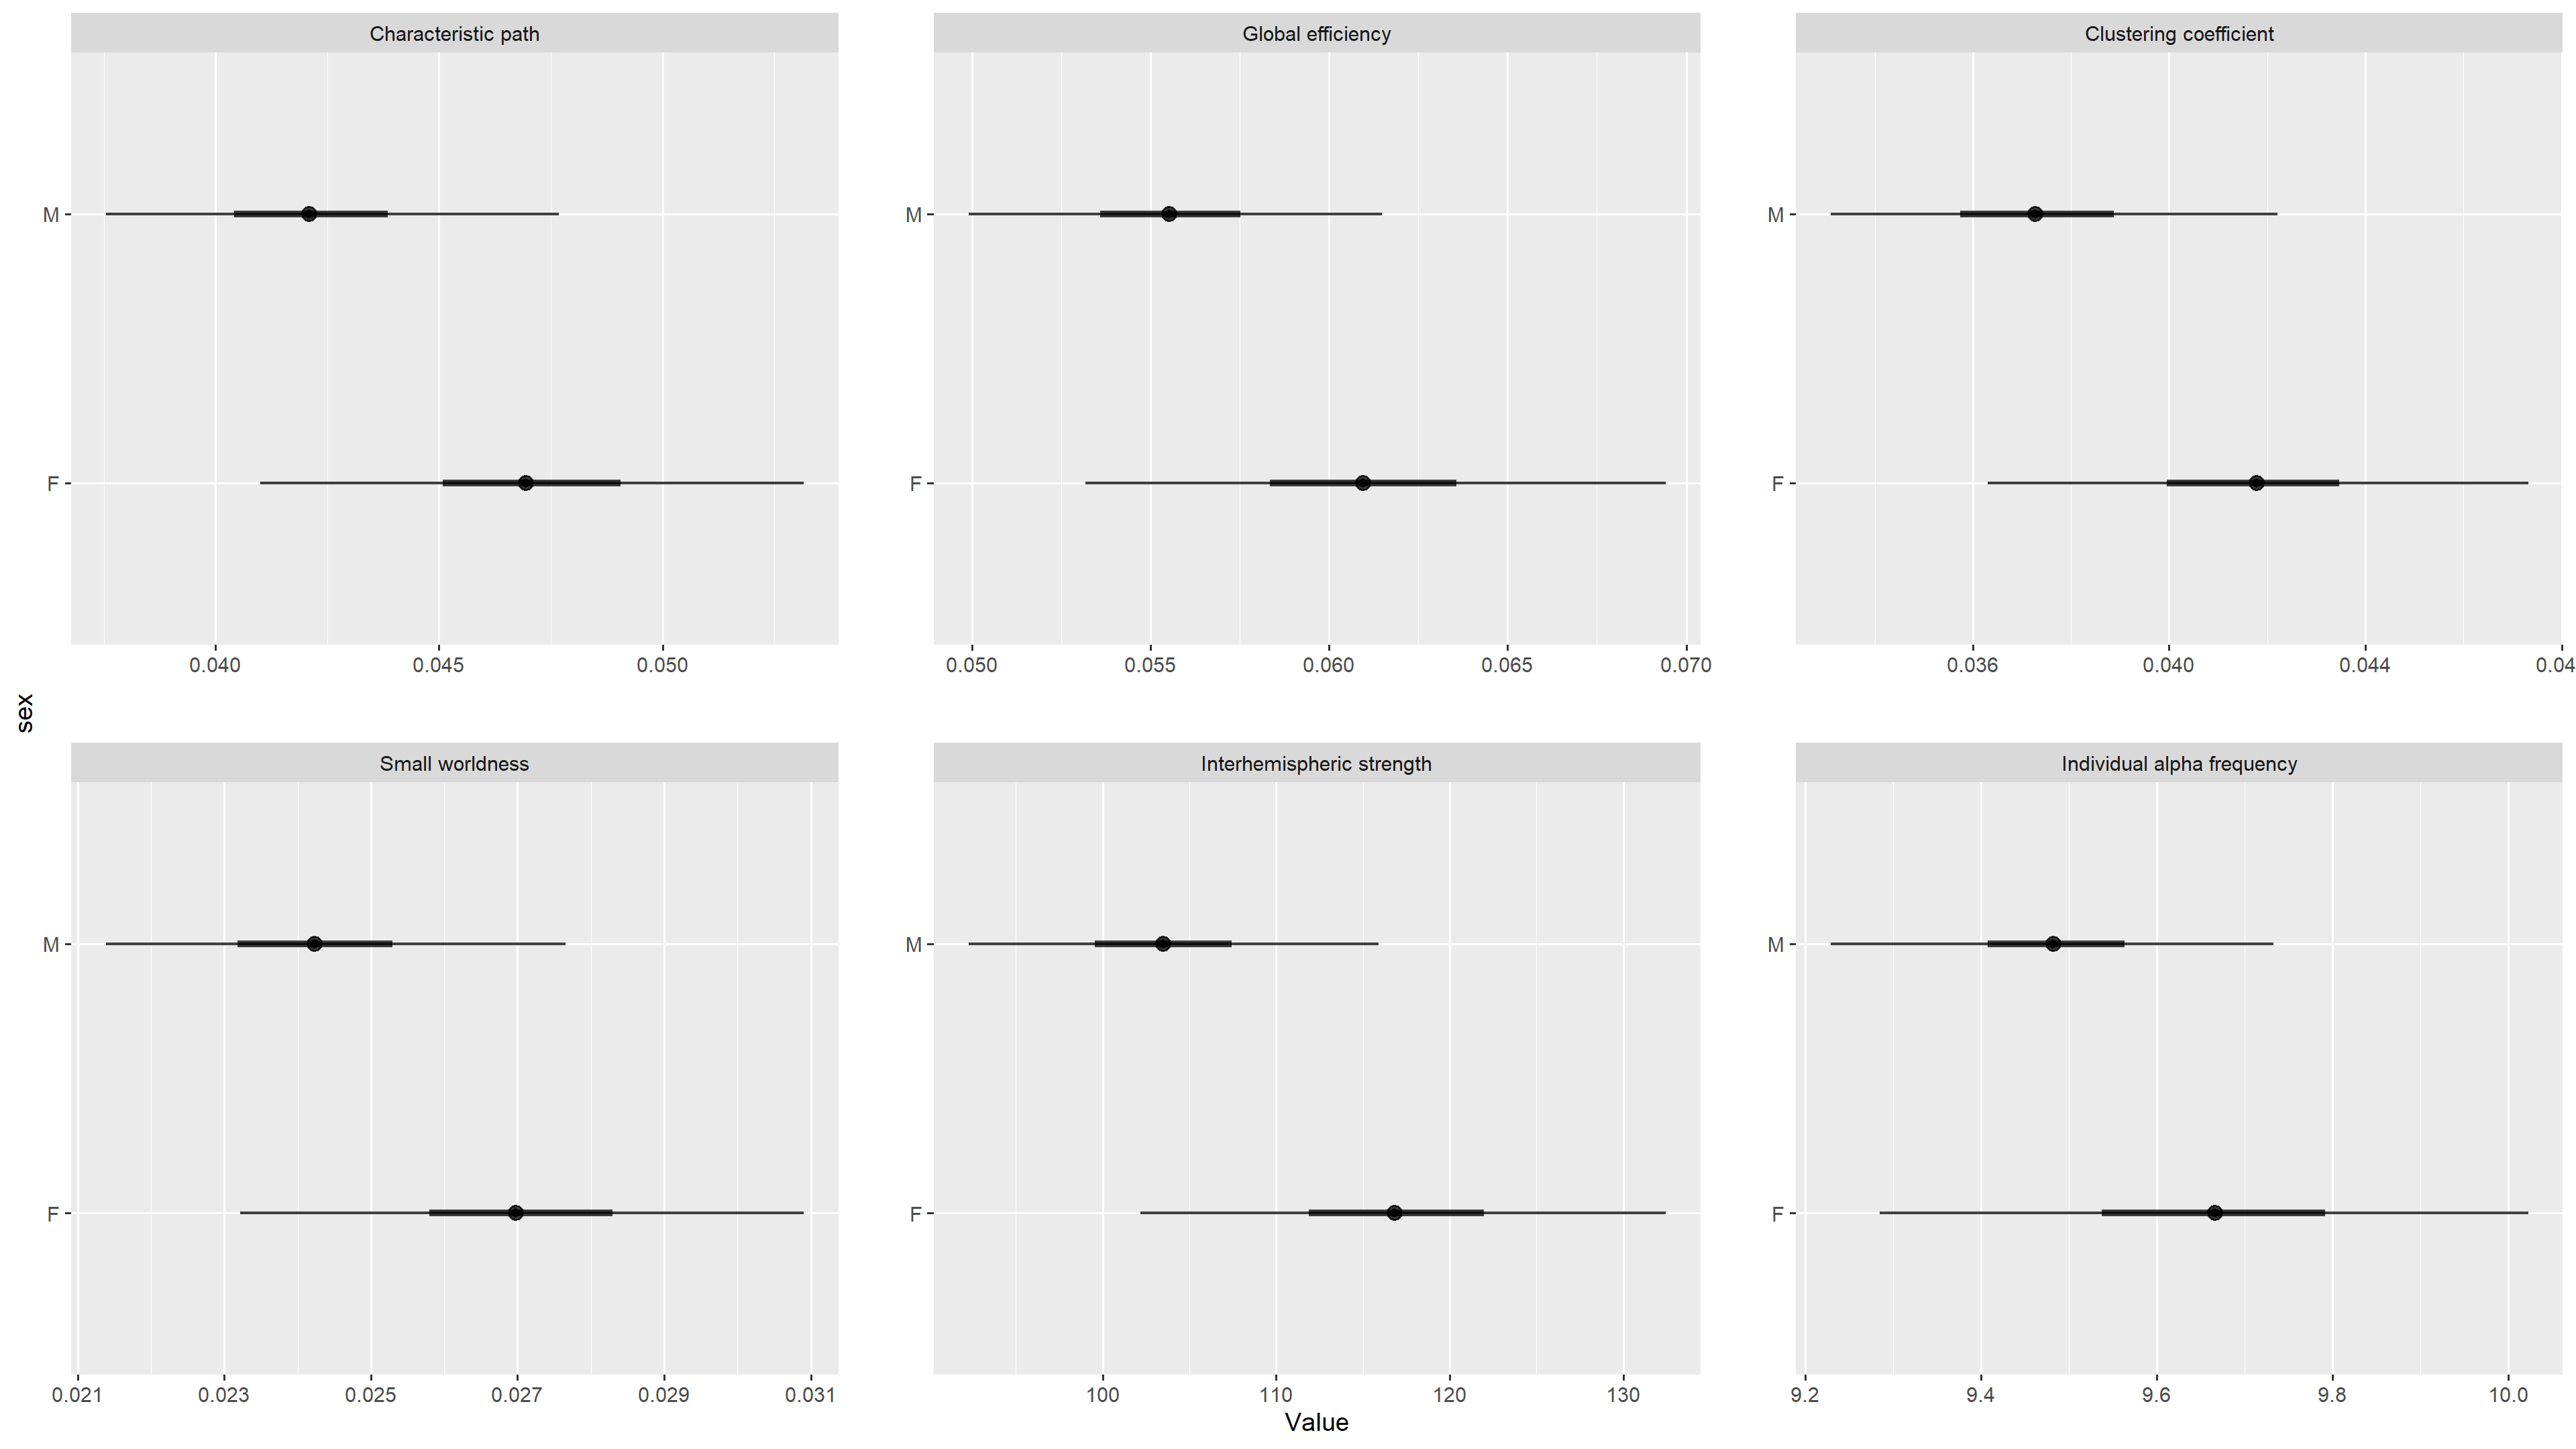 Characteristic path
Global efficiency
Clustering coefficient
M
M
M
F
F
F
0.040 0.045 0.050
0.050 0.055 0.060 0.065 0.070
0.036 0.040 0.044 0.04
sex
Small worldness
Interhemispheric strength
Individual alpha frequency
M
M
M
F
F
F
0.021 0.023 0.025 0.027 0.029 0.031
100 110 120 130
9.2 9.4 9.6 9.8 10.0
Value